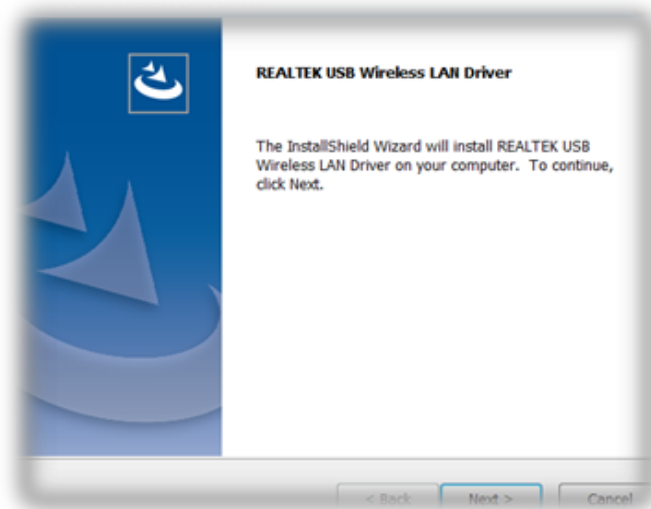 REALTEK USB Wireless LAN Driver
The InstallShield Wizard will install REALTEK USB
Wireless LAN Driver on your computer. To continue,
click Next.
< Back Next > Cancel